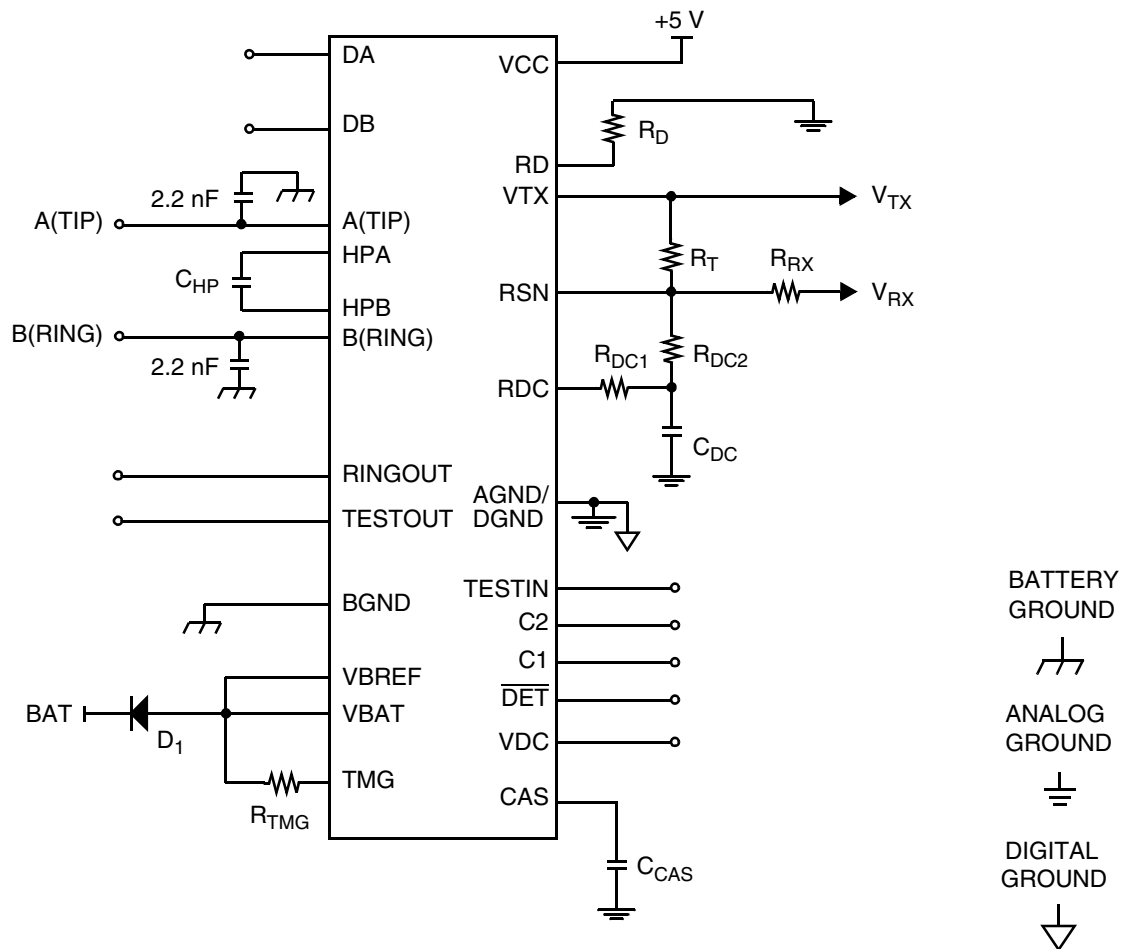 +5 V
DA
VCC
DB
R_D
RD
2.2 nF
VTX
V_TX
A(TIP)
A(TIP)
HPA
R_T
R_RX
C_HP
RSN
V_RX
HPB
B(RING)
B(RING)
R_DC1
R_DC2
2.2 nF
RDC
C_DC
RINGOUT
AGND/
DGND
TESTOUT
TESTIN
BATTERY
GROUND
BGND
C2
C1
VBREF
DET
BAT
VBAT
ANALOG
GROUND
D_1
VDC
TMG
CAS
R_TMG
C_CAS
DIGITAL
GROUND